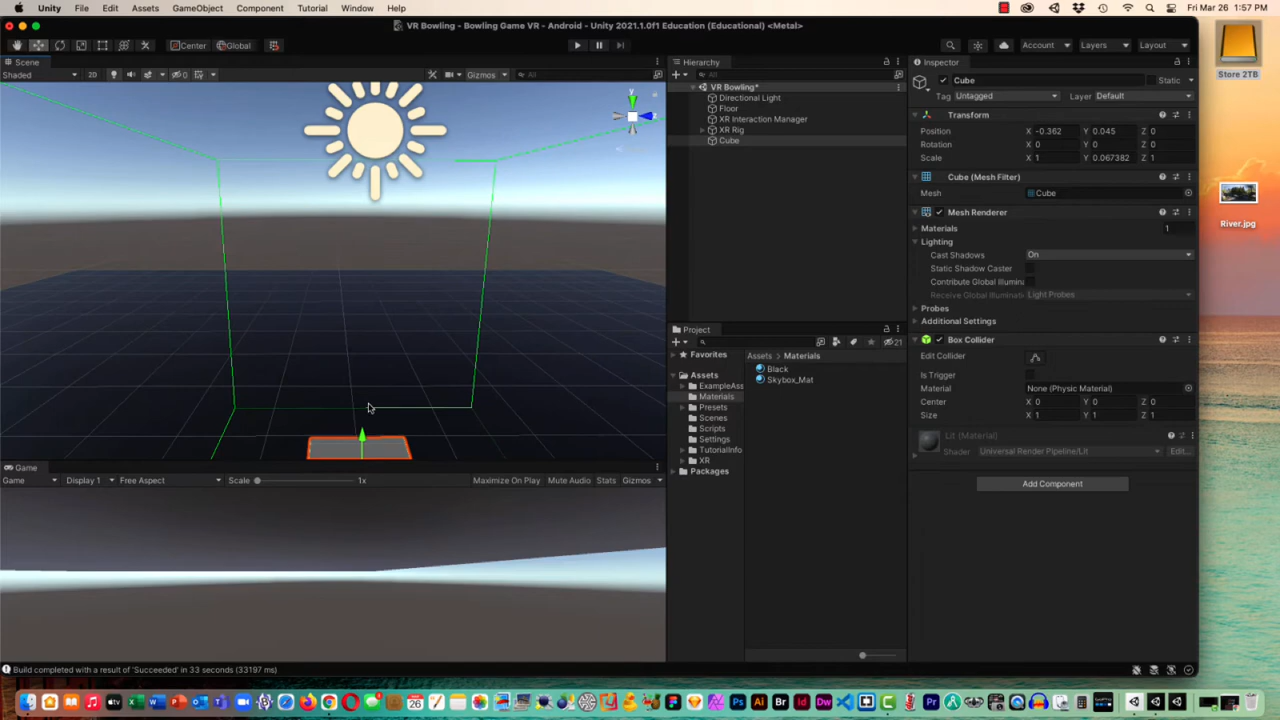 Unity File Edit Assets GameObject Component Tutorial Window Help Fri Mar 26 1:57 PM
VR Bowling - Bowling Game VR - Android - Unity 2021.1.0f1 Education (Educational) <Metal>
Center Global Account Layers Layout
Scene
Shaded 2D 0 Gizmos All
y
z
Hierarchy
All
VR Bowling*
Directional Light
Floor
XR Interaction Manager
XR Rig
Cube
Project
21
Favorites
Assets
ExampleAss
Materials
Presets
Scenes
Scripts
Settings
TutorialInfo
XR
Packages
Assets Materials
Black
Skybox_Mat
Inspector
Cube Static
Tag Untagged Layer Default
Transform
Position X -0.362 Y 0.045 Z 0
Rotation X 0 Y 0 Z 0
Scale X 1 Y 0.067382 Z 1
Cube (Mesh Filter)
Mesh Cube
Mesh Renderer
Materials 1
Lighting
Cast Shadows On
Static Shadow Caster
Contribute Global Illumina
Receive Global Illuminati Light Probes
Probes
Additional Settings
Box Collider
Edit Collider
Is Trigger
Material None (Physic Material)
Center X 0 Y 0 Z 0
Size X 1 Y 1 Z 1
Lit (Material)
Shader Universal Render Pipeline/Lit Edit...
Add Component
Game
Game Display 1 Free Aspect Scale 1x Maximize On Play Mute Audio Stats Gizmos
Build completed with a result of 'Succeeded' in 33 seconds (33197 ms)
Store 2TB
River.jpg